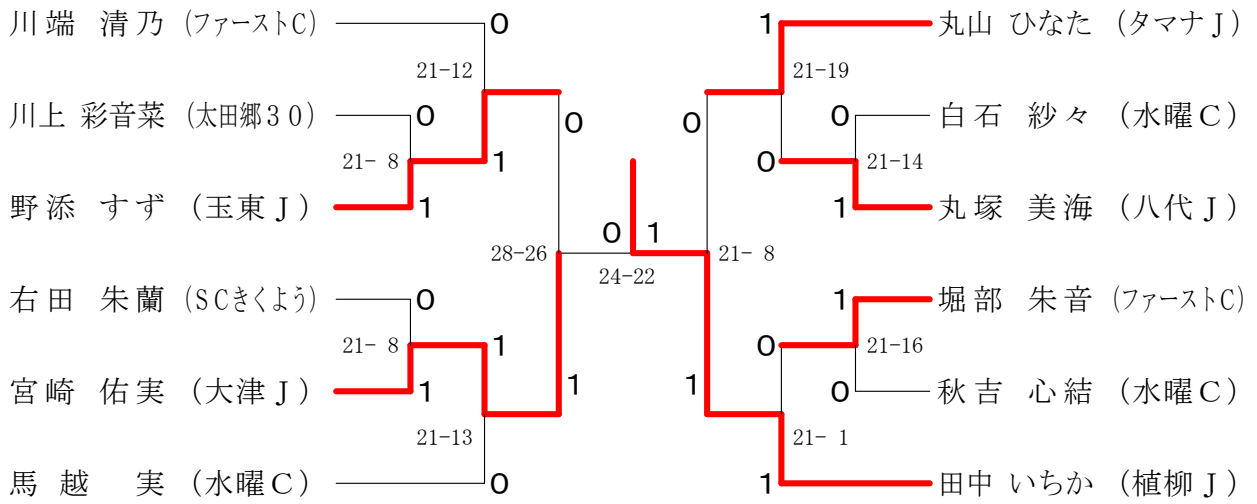 川端 清乃 (ファーストC) 0 1 丸山 ひなた (タマナJ)
21-12 21-19
川上 彩音菜 (太田郷30) 0 0 0 0 白石 紗々 (水曜C)
21- 8 1 0 21-14
野添 すず (玉東J) 1 1 丸塚 美海 (八代J)
0 1
28-26 24-22 21- 8
右田 朱蘭 (SCきくよう) 0 1 堀部 朱音 (ファーストC)
21- 8 1 0 21-16
宮崎 佑実 (大津J) 1 1 1 0 秋吉 心結 (水曜C)
21-13 21- 1
馬越 実 (水曜C) 0 1 田中 いちか (植柳J)